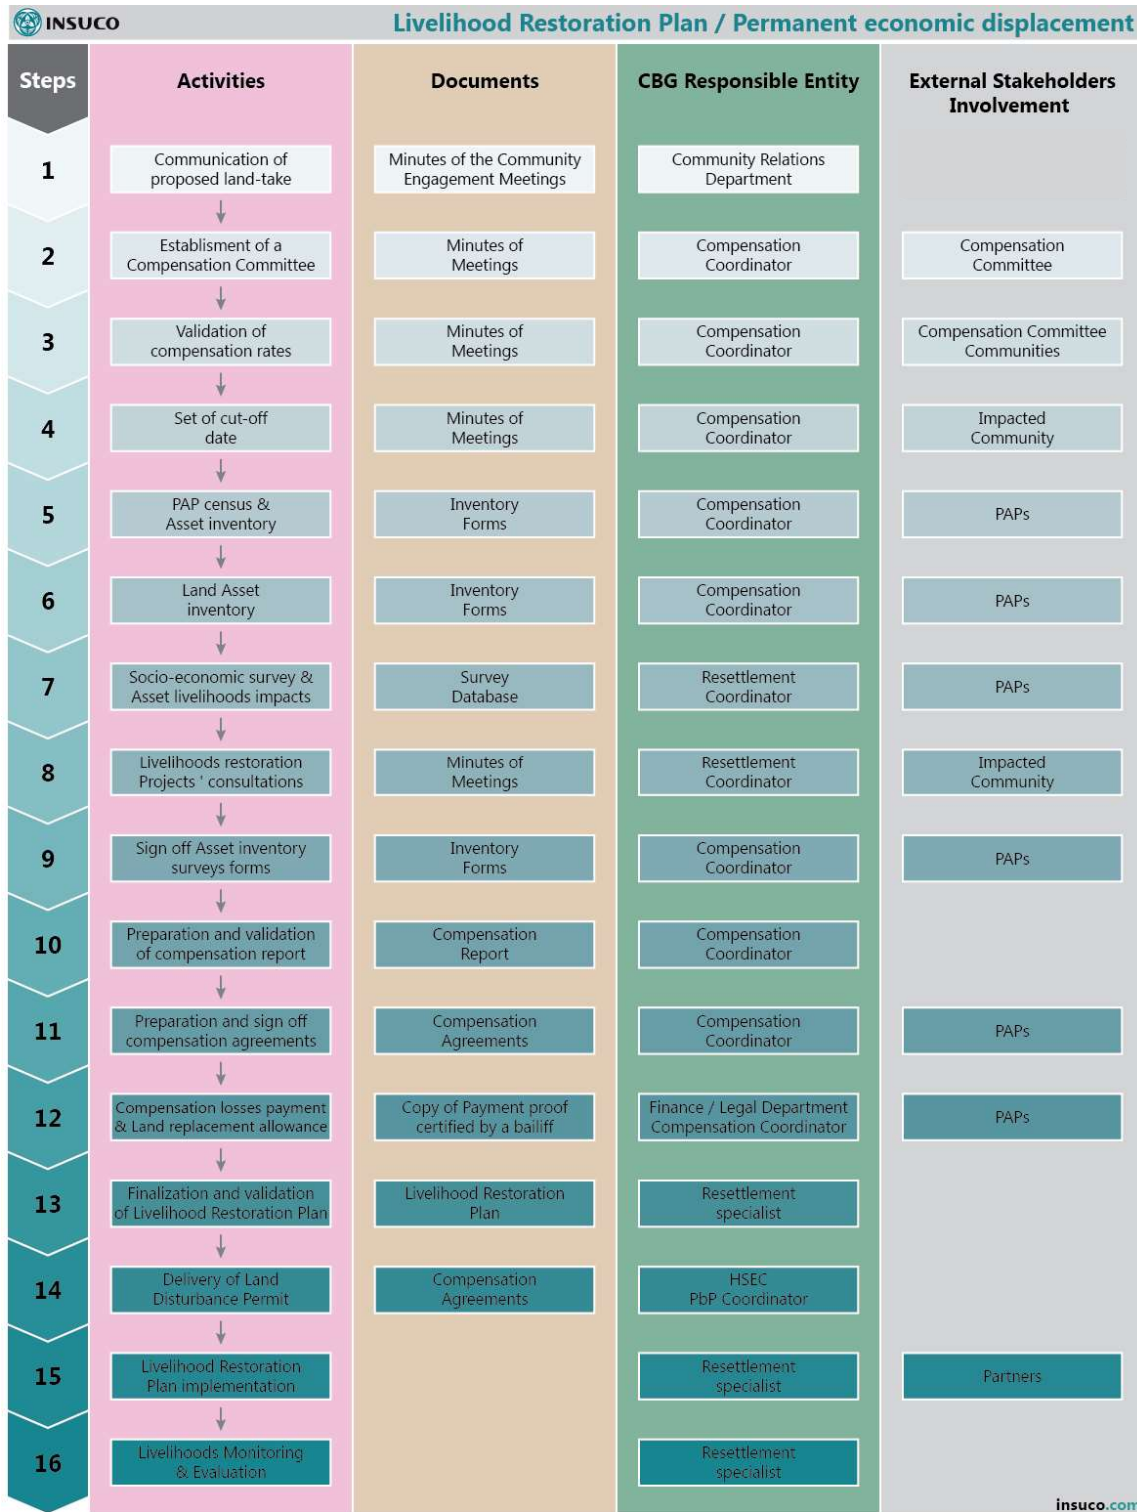 INSUCO
Livelihood Restoration Plan / Permanent economic displacement
Steps
Activities
Documents
CBG Responsible Entity
External Stakeholders
Involvement
1
Communication of
proposed land-take
Minutes of the Community
Engagement Meetings
Community Relations
Department
2
Establisment of a
Compensation Committee
Minutes of
Meetings
Compensation
Coordinator
Compensation
Committee
3
Validation of
compensation rates
Minutes of
Meetings
Compensation
Coordinator
Compensation Committee
Communities
4
Set of cut-off
date
Minutes of
Meetings
Compensation
Coordinator
Impacted
Community
5
PAP census &
Asset inventory
Inventory
Forms
Compensation
Coordinator
PAPs
6
Land Asset
inventory
Inventory
Forms
Compensation
Coordinator
PAPs
7
Socio-economic survey &
Asset livelihoods impacts
Survey
Database
Resettlement
Coordinator
PAPs
8
Livelihoods restoration
Projects ' consultations
Minutes of
Meetings
Resettlement
Coordinator
Impacted
Community
9
Sign off Asset inventory
surveys forms
Inventory
Forms
Compensation
Coordinator
PAPs
10
Preparation and validation
of compensation report
Compensation
Report
Compensation
Coordinator
11
Preparation and sign off
compensation agreements
Compensation
Agreements
Compensation
Coordinator
PAPs
12
Compensation losses payment
& Land replacement allowance
Copy of Payment proof
certified by a bailiff
Finance / Legal Department
Compensation Coordinator
PAPs
13
Finalization and validation
of Livelihood Restoration Plan
Livelihood Restoration
Plan
Resettlement
specialist
14
Delivery of Land
Disturbance Permit
Compensation
Agreements
HSEC
PbP Coordinator
15
Livelihood Restoration
Plan implementation
Resettlement
specialist
Partners
16
Livelihoods Monitoring
& Evaluation
Resettlement
specialist
insuco.com